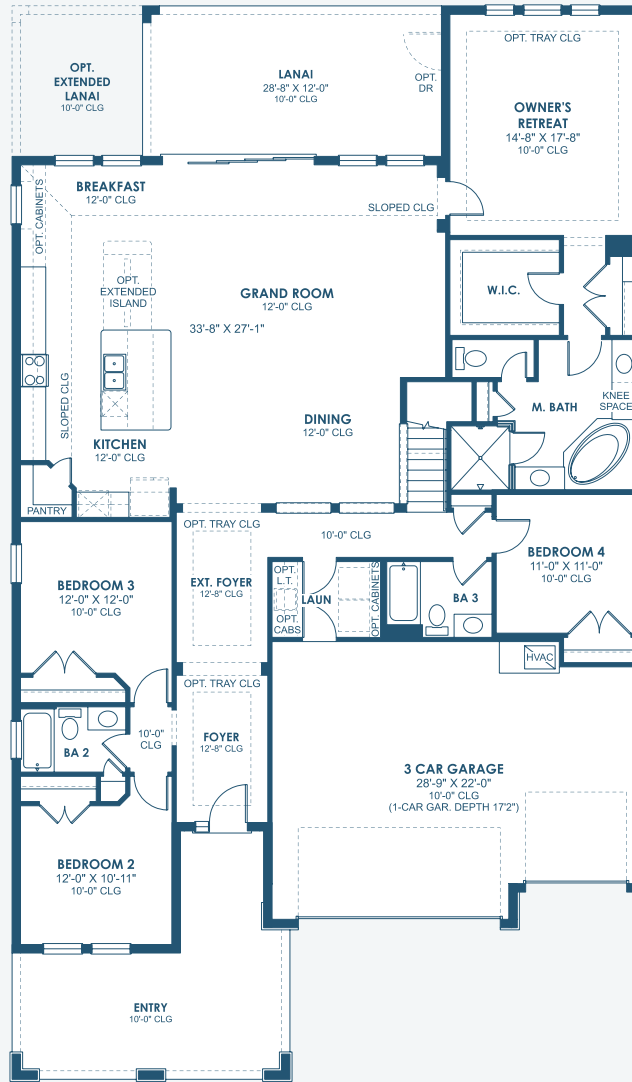 OPT.
EXTENDED
LANAI
10'-0" CLG
LANAI
28'-8" X 12'-0"
10'-0" CLG
OPT.
DR
OPT. TRAY CLG
OWNER'S
RETREAT
14'-8" X 17'-8"
10'-0" CLG
BREAKFAST
12'-0" CLG
OPT. CABINETS
SLOPED CLG
OPT.
EXTENDED
ISLAND
GRAND ROOM
12'-0" CLG
33'-8" X 27'-1"
W.I.C.
SLOPED CLG
KNEE
SPACE
M. BATH
DINING
12'-0" CLG
KITCHEN
12'-0" CLG
PANTRY
OPT. TRAY CLG
10'-0" CLG
BEDROOM 4
11'-0" X 11'-0"
10'-0" CLG
BEDROOM 3
12'-0" X 12'-0"
10'-0" CLG
EXT. FOYER
12'-8" CLG
OPT.
L.T.
LAUN
OPT.
CABS
OPT. CABINETS
BA 3
HVAC
OPT. TRAY CLG
10'-0"
CLG
FOYER
12'-8" CLG
BA 2
3 CAR GARAGE
28'-9" X 22'-0"
10'-0" CLG
(1-CAR GAR. DEPTH 17'2")
BEDROOM 2
12'-0" X 10'-11"
10'-0" CLG
ENTRY
10'-0" CLG